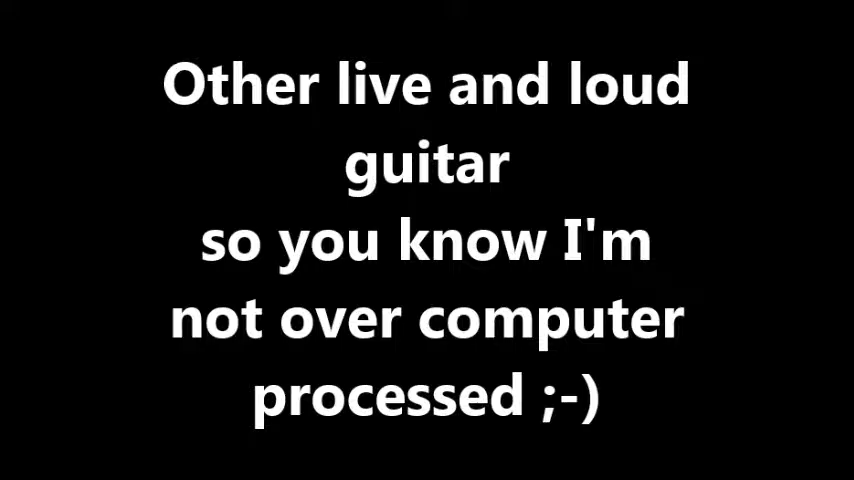 Other live and loud
guitar
so you know I'm
not over computer
processed ;-)